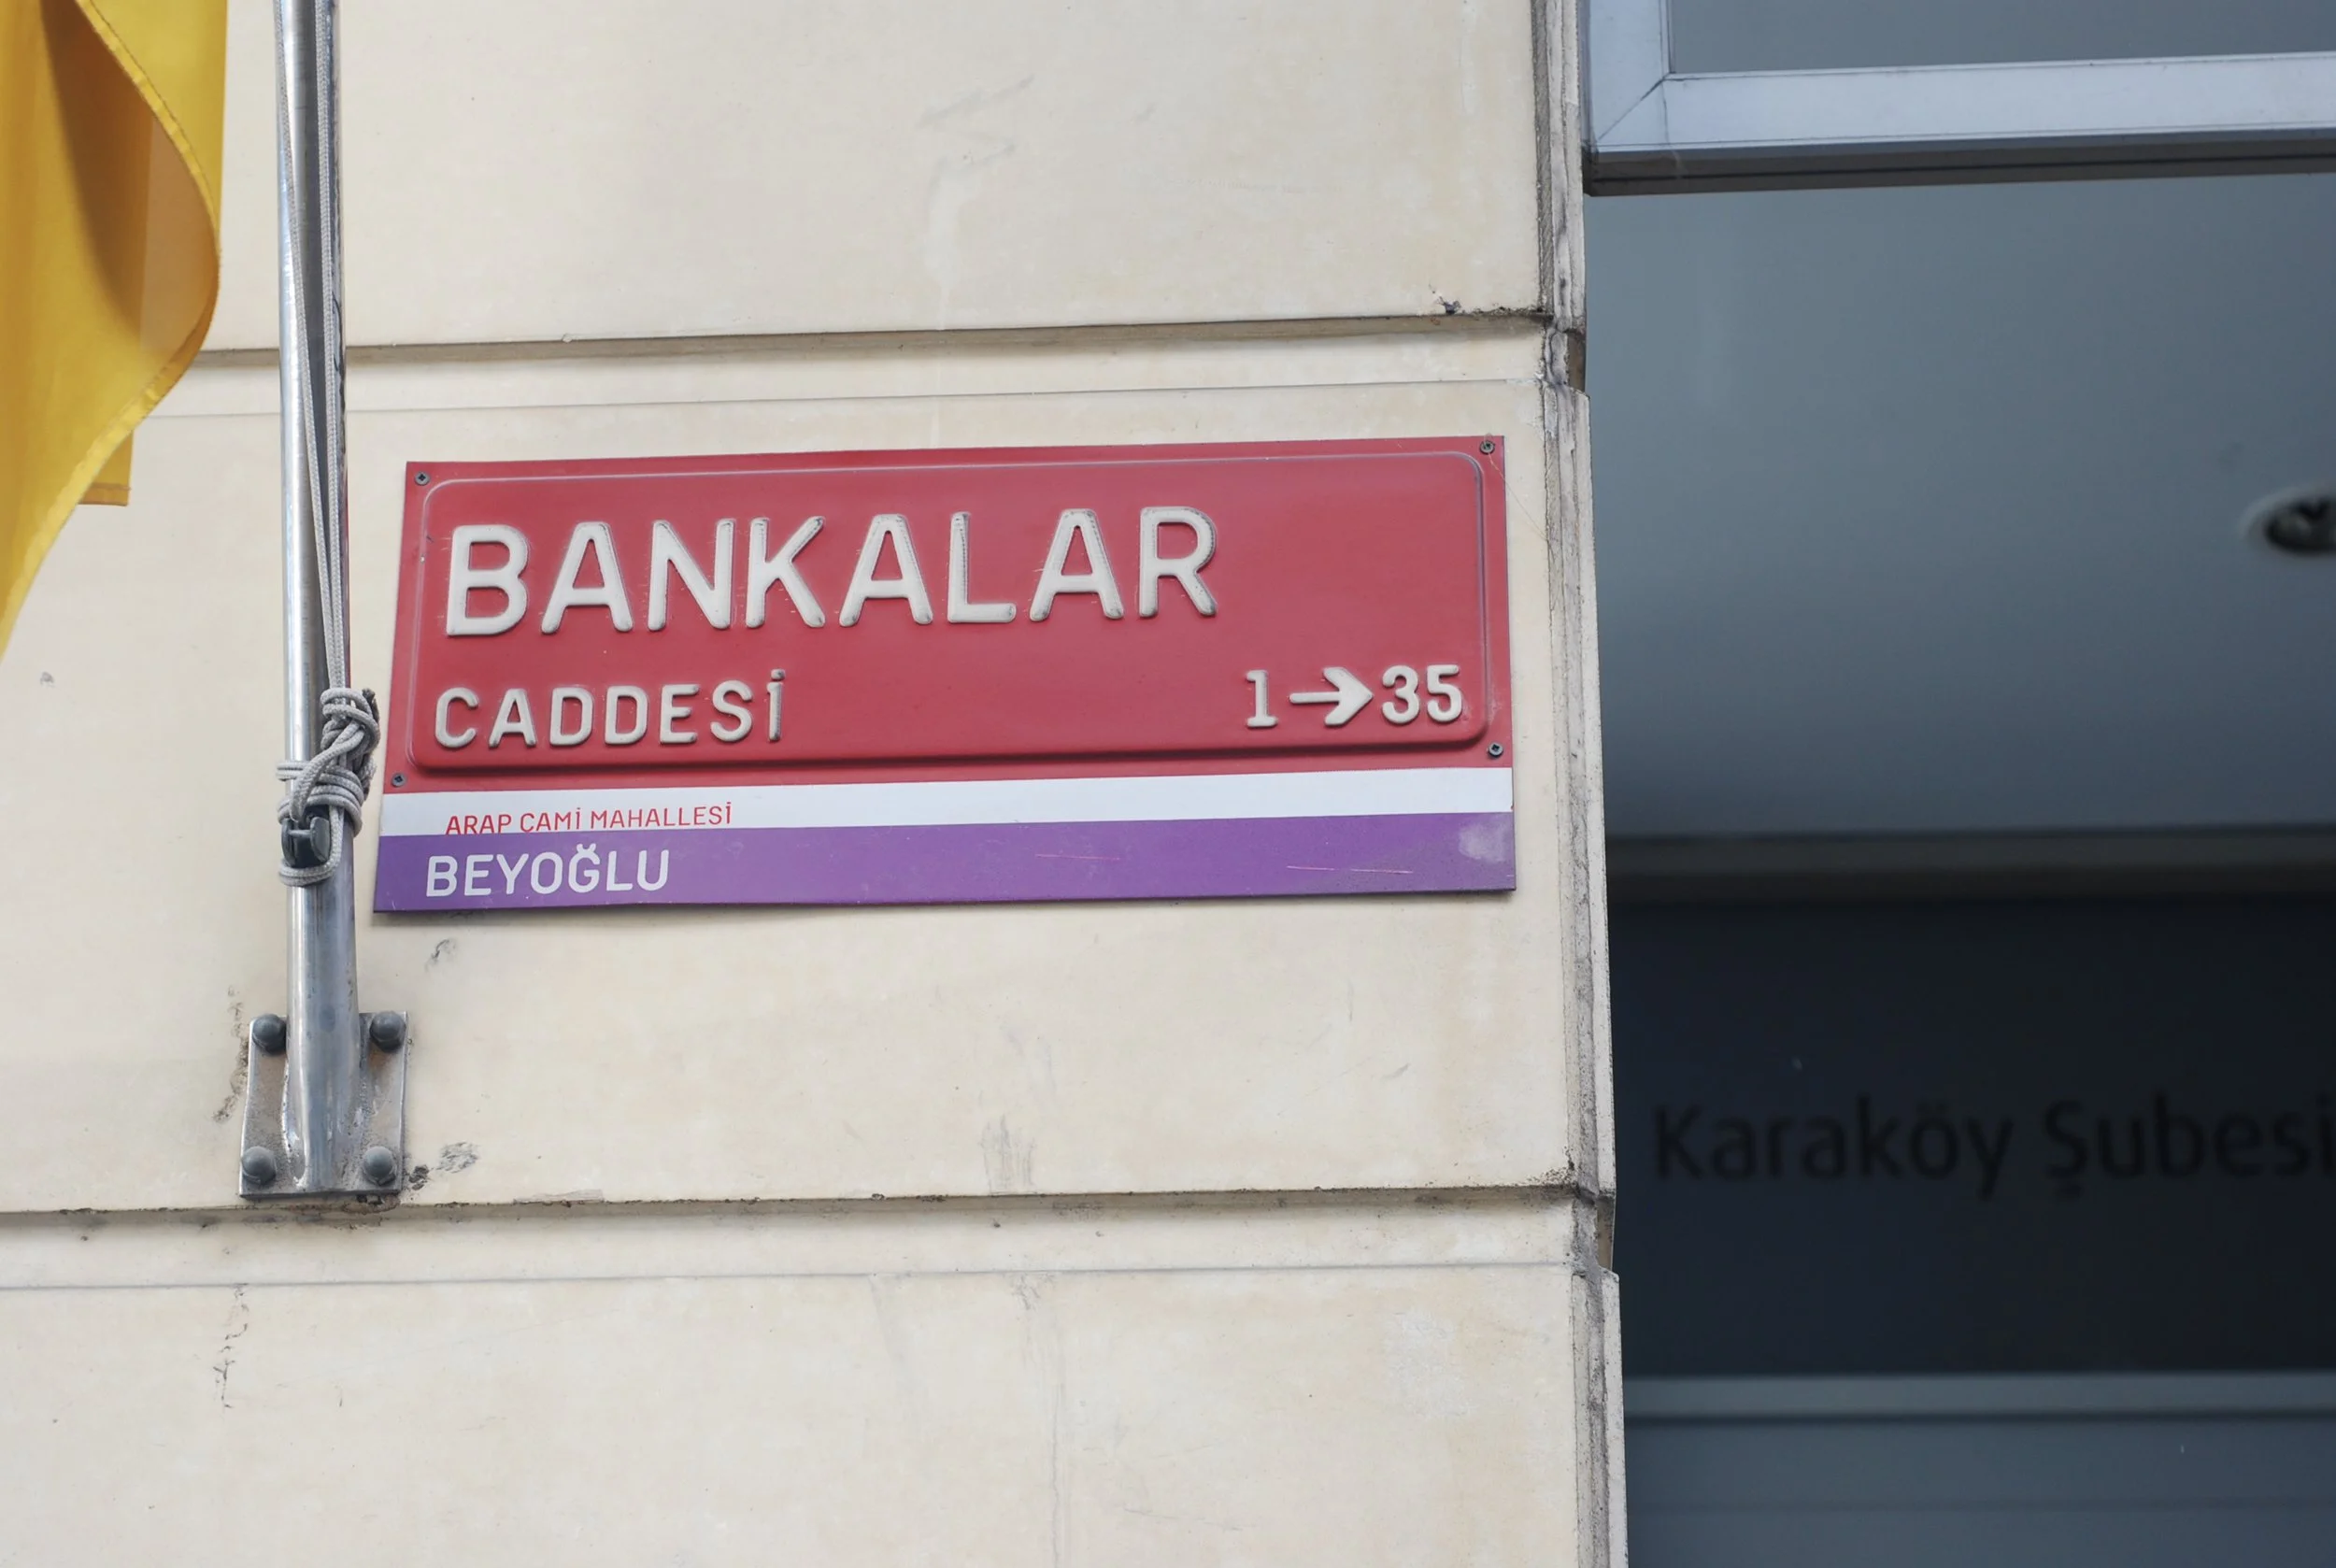 BANKALAR
CADDESİ 1→35
ARAP CAMİ MAHALLESİ
BEYOĞLU
Karaköy Şubesi